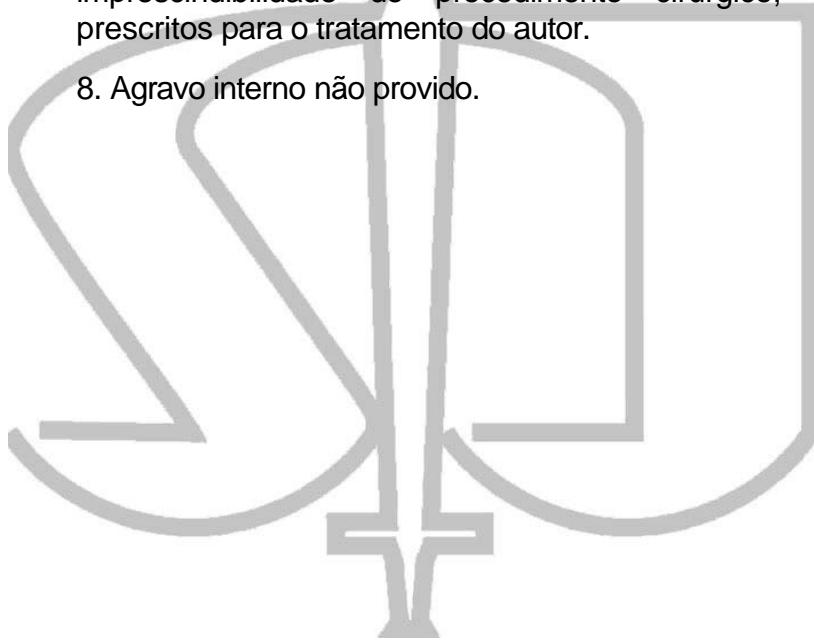 imprescindibilidade do procedimento cirúrgico,
prescritos para o tratamento do autor.
8. Agravo interno não provido.